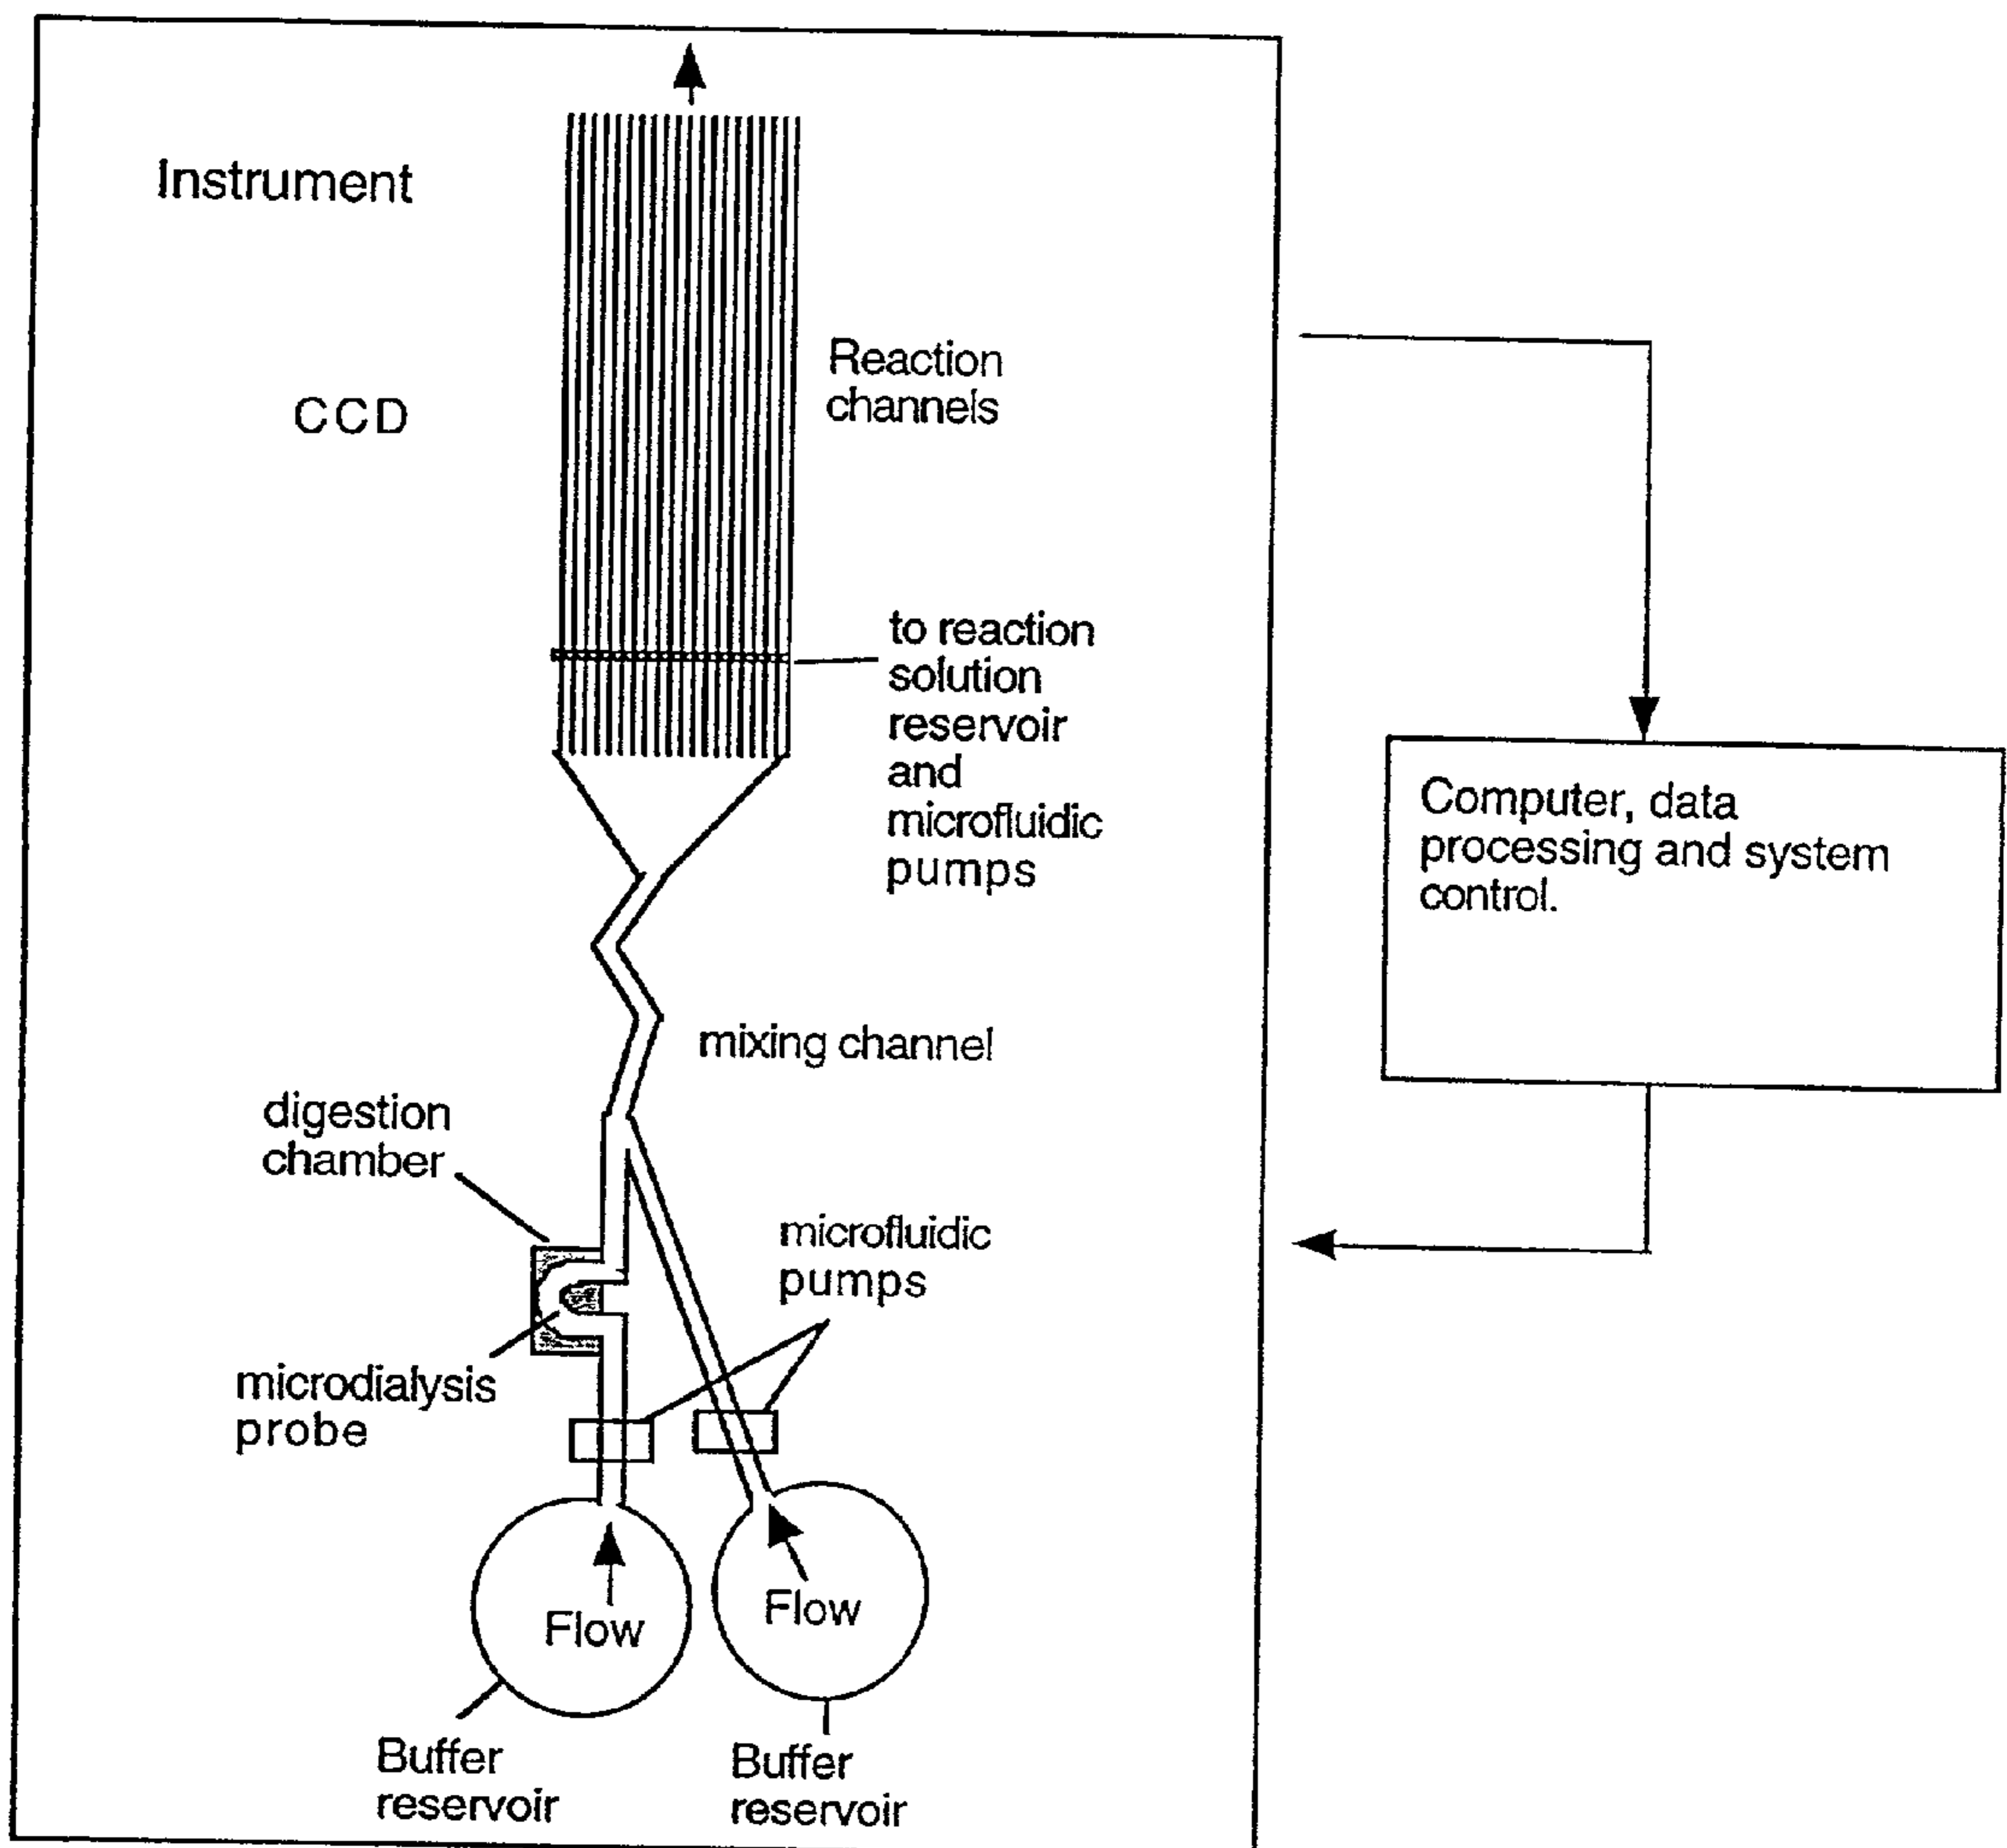 Instrument
CCD
Reaction
channels
to reaction
solution
reservoir
and
microfluidic
pumps
Computer, data
processing and system
control.
mixing channel
digestion
chamber
microfluidic
pumps
microdialysis
probe
Flow
Flow
Buffer
reservoir
Buffer
reservoir